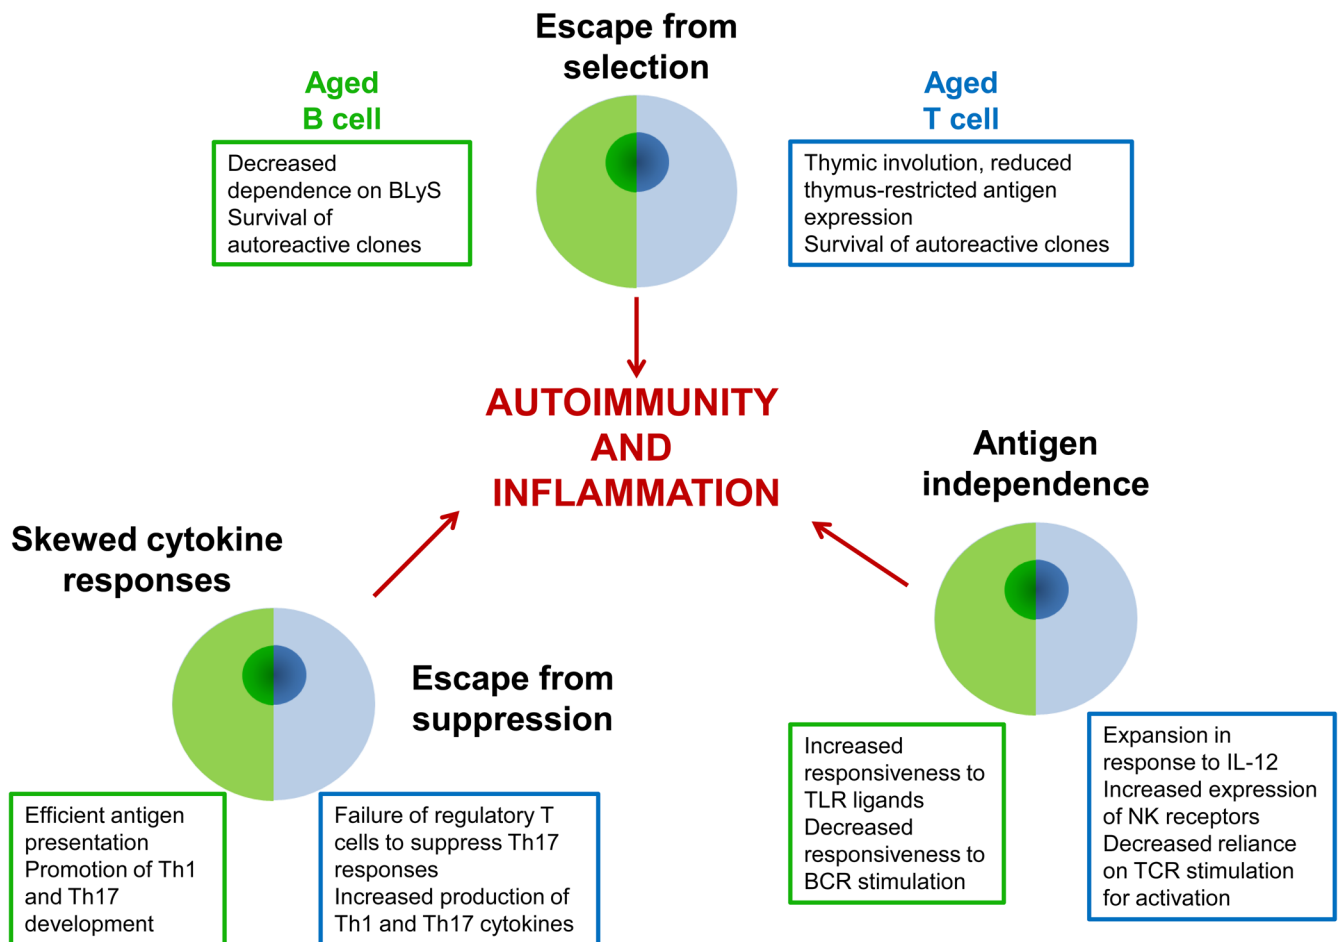 Escape from
selection
Aged
B cell
Decreased
dependence on BLyS
Survival of
autoreactive clones
Aged
T cell
Thymic involution, reduced
thymus-restricted antigen
expression
Survival of autoreactive clones
AUTOIMMUNITY
AND
INFLAMMATION
Skewed cytokine
responses
Escape from
suppression
Efficient antigen
presentation
Promotion of Th1
and Th17
development
Failure of regulatory T
cells to suppress Th17
responses
Increased production of
Th1 and Th17 cytokines
Antigen
independence
Increased
responsiveness to
TLR ligands
Decreased
responsiveness to
BCR stimulation
Expansion in
response to IL-12
Increased expression
of NK receptors
Decreased reliance
on TCR stimulation
for activation